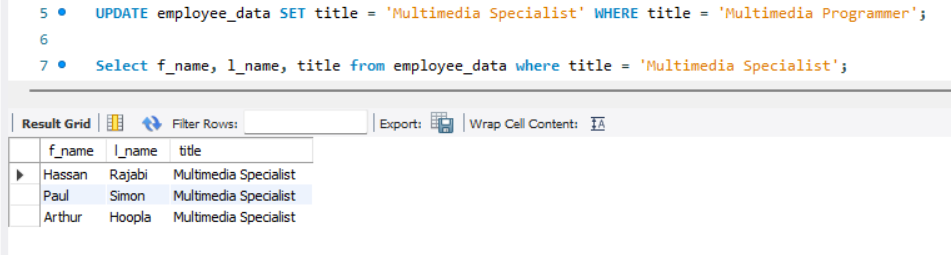 5 UPDATE employee_data SET title = 'Multimedia Specialist' WHERE title = 'Multimedia Programmer';
6
7 Select f_name, l_name, title from employee_data where title = 'Multimedia Specialist';
Result Grid Filter Rows: Export: Wrap Cell Content: IA
f_name l_name title
Hassan Rajabi Multimedia Specialist
Paul Simon Multimedia Specialist
Arthur Hoopla Multimedia Specialist